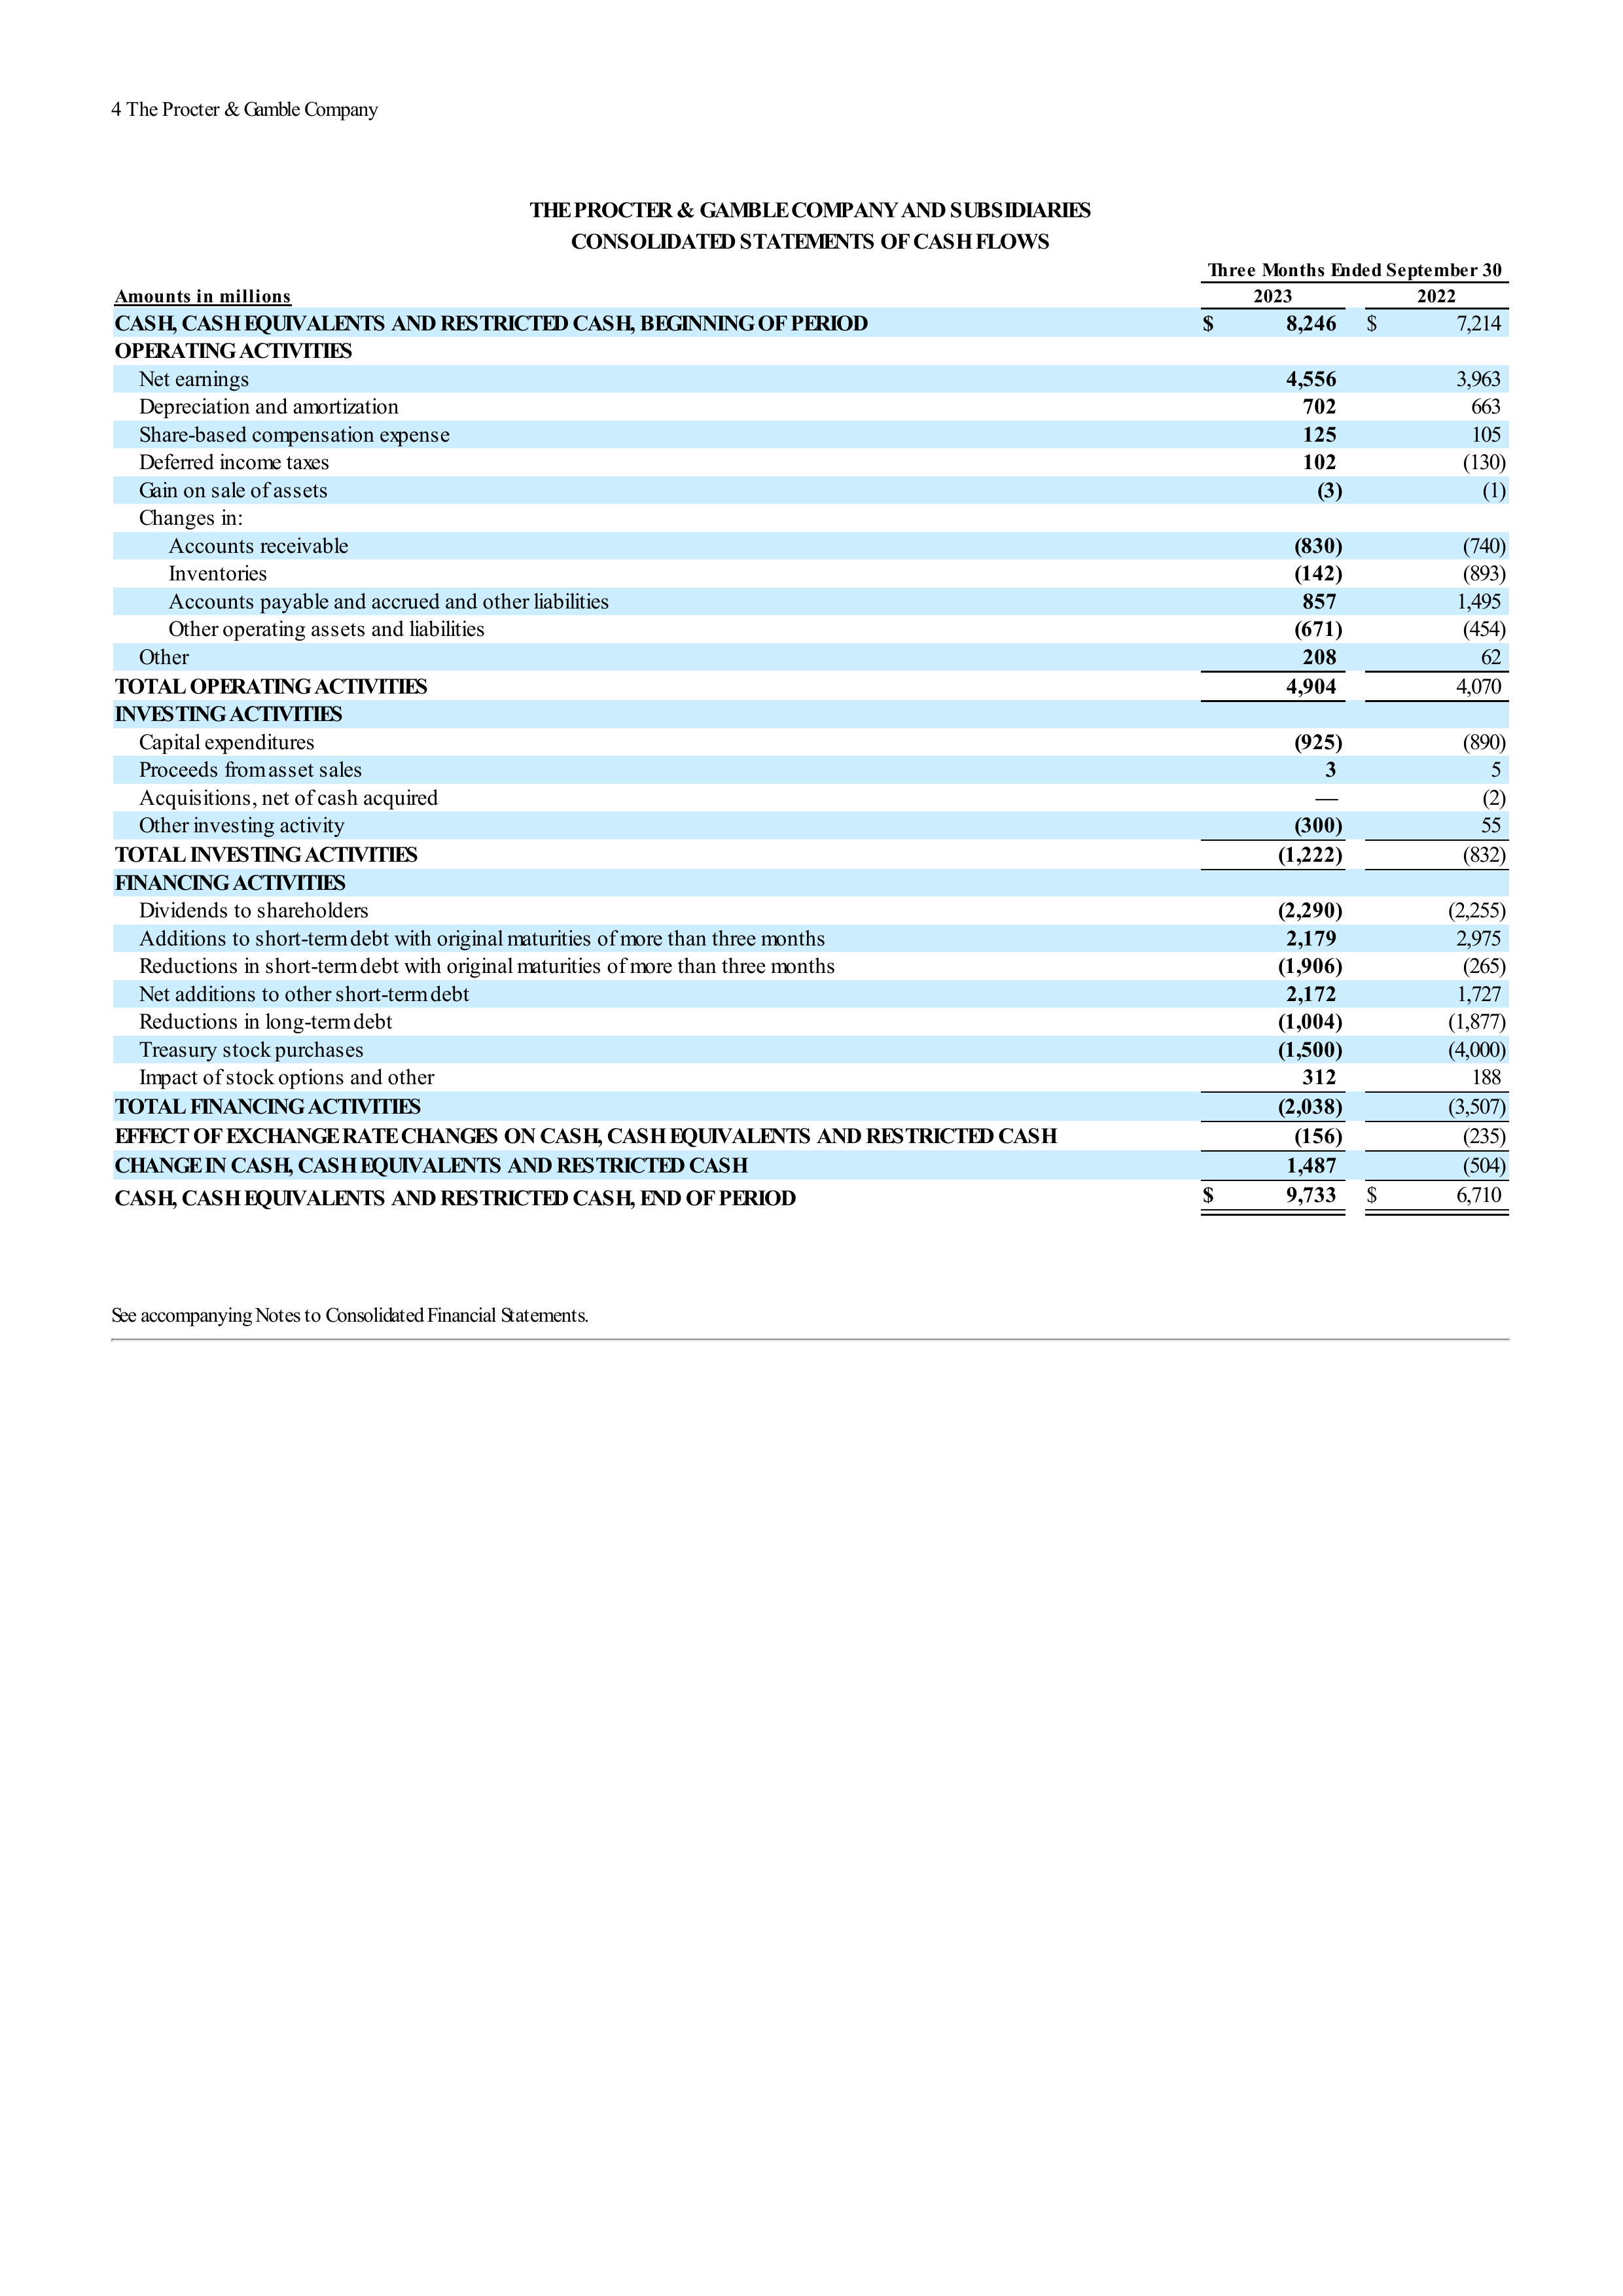 4 The Procter & Gamble Company
THE PROCTER & GAMBLE COMPANY AND SUBSIDIARIES
CONSOLIDATED STATEMENTS OF CASH FLOWS
Three Months Ended September 30
Amounts in millions 2023 2022
CASH, CASH EQUIVALENTS AND RESTRICTED CASH, BEGINNING OF PERIOD $ 8,246 $ 7,214
OPERATING ACTIVITIES
Net earnings 4,556 3,963
Depreciation and amortization 702 663
Share-based compensation expense 125 105
Deferred income taxes 102 (130)
Gain on sale of assets (3) (1)
Changes in:
Accounts receivable (830) (740)
Inventories (142) (893)
Accounts payable and accrued and other liabilities 857 1,495
Other operating assets and liabilities (671) (454)
Other 208 62
TOTAL OPERATING ACTIVITIES 4,904 4,070
INVESTING ACTIVITIES
Capital expenditures (925) (890)
Proceeds from asset sales 3 5
Acquisitions, net of cash acquired — (2)
Other investing activity (300) 55
TOTAL INVESTING ACTIVITIES (1,222) (832)
FINANCING ACTIVITIES
Dividends to shareholders (2,290) (2,255)
Additions to short-term debt with original maturities of more than three months 2,179 2,975
Reductions in short-term debt with original maturities of more than three months (1,906) (265)
Net additions to other short-term debt 2,172 1,727
Reductions in long-term debt (1,004) (1,877)
Treasury stock purchases (1,500) (4,000)
Impact of stock options and other 312 188
TOTAL FINANCING ACTIVITIES (2,038) (3,507)
EFFECT OF EXCHANGE RATE CHANGES ON CASH, CASH EQUIVALENTS AND RESTRICTED CASH (156) (235)
CHANGE IN CASH, CASH EQUIVALENTS AND RESTRICTED CASH 1,487 (504)
CASH, CASH EQUIVALENTS AND RESTRICTED CASH, END OF PERIOD $ 9,733 $ 6,710
See accompanying Notes to Consolidated Financial Statements.